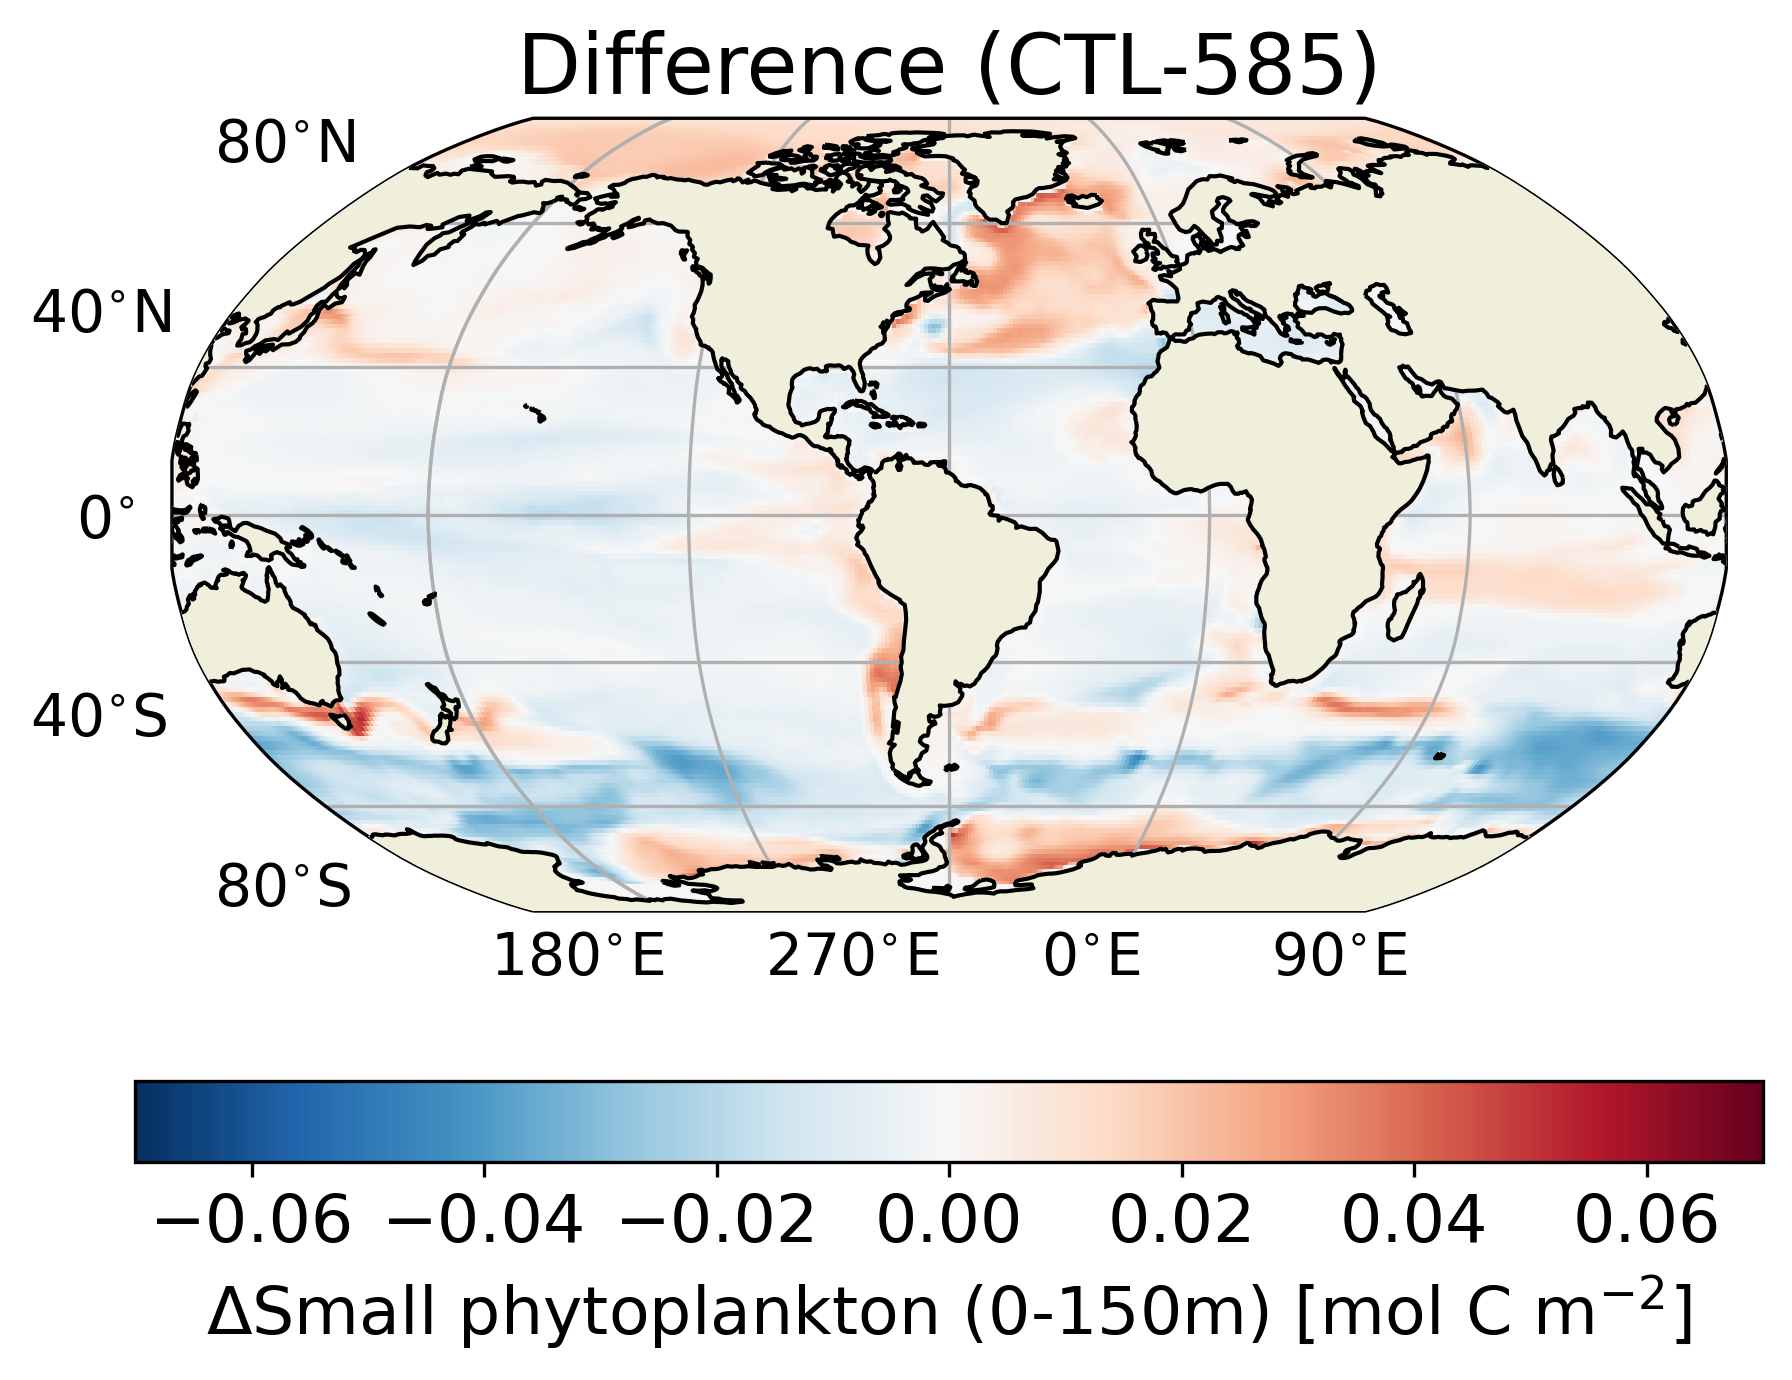 Difference (CTL-585)
80°N
40°N
0°
40°S
80°S
180°E 270°E 0°E 90°E
−0.06 −0.04 −0.02 0.00 0.02 0.04 0.06
ΔSmall phytoplankton (0-150m) [mol C m⁻²]